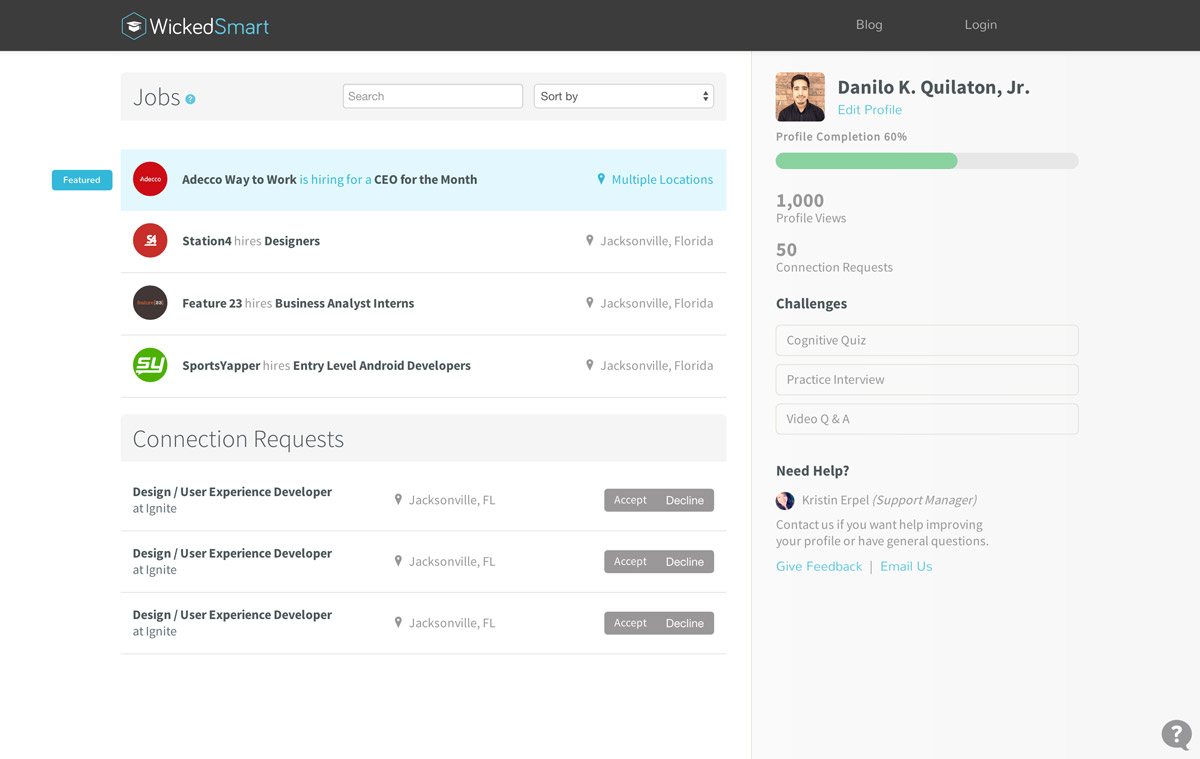 WickedSmart
Blog
Login
Jobs ?
Search
Sort by
Featured
Adecco
Adecco Way to Work is hiring for a CEO for the Month
Multiple Locations
S4
Station4 hires Designers
Jacksonville, Florida
feature[23]
Feature 23 hires Business Analyst Interns
Jacksonville, Florida
SY
SportsYapper hires Entry Level Android Developers
Jacksonville, Florida
Connection Requests
Design / User Experience Developer
at Ignite
Jacksonville, FL
Accept Decline
Design / User Experience Developer
at Ignite
Jacksonville, FL
Accept Decline
Design / User Experience Developer
at Ignite
Jacksonville, FL
Accept Decline
Danilo K. Quilaton, Jr.
Edit Profile
Profile Completion 60%
1,000
Profile Views
50
Connection Requests
Challenges
Cognitive Quiz
Practice Interview
Video Q & A
Need Help?
Kristin Erpel (Support Manager)
Contact us if you want help improving
your profile or have general questions.
Give Feedback | Email Us
?